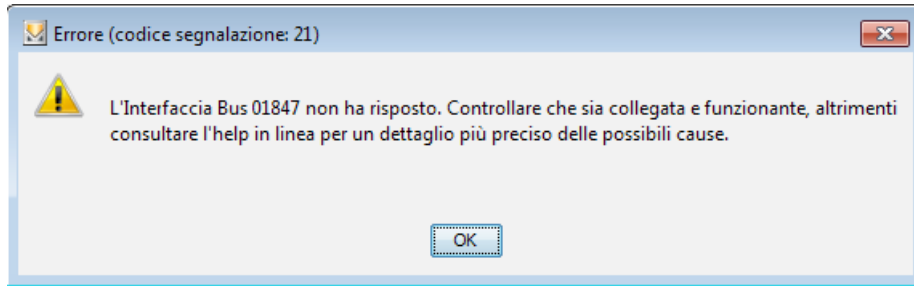 Errore (codice segnalazione: 21)
L'Interfaccia Bus 01847 non ha risposto. Controllare che sia collegata e funzionante, altrimenti
consultare l'help in linea per un dettaglio più preciso delle possibili cause.
OK